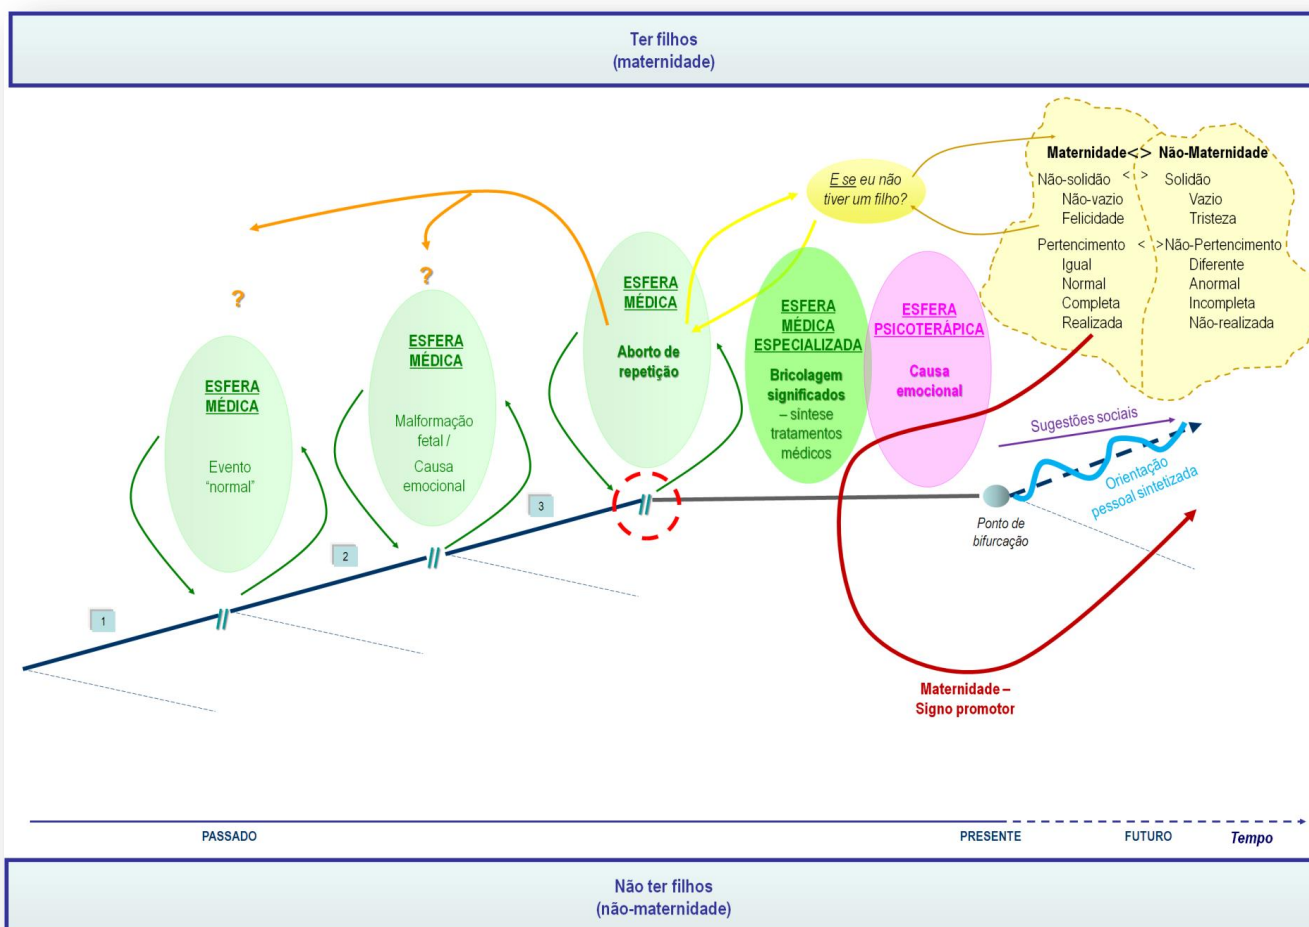 Ter filhos
(maternidade)
Maternidade<> Não-Maternidade
Não-solidão < > Solidão
Não-vazio Vazio
Felicidade Tristeza
Pertencimento < >Não-Pertencimento
Igual Diferente
Normal Anormal
Completa Incompleta
Realizada Não-realizada
E se eu não
tiver um filho?
?
?
ESFERA
MÉDICA
Evento
“normal”
ESFERA
MÉDICA
Malformação
fetal /
Causa
emocional
ESFERA
MÉDICA
Aborto de
repetição
ESFERA
MÉDICA
ESPECIALIZADA
Bricolagem
significados
– síntese
tratamentos
médicos
ESFERA
PSICOTERÁPICA
Causa
emocional
Sugestões sociais
Orientação
pessoal sintetizada
Ponto de
bifurcação
1
2
3
Maternidade –
Signo promotor
PASSADO
PRESENTE
FUTURO
Tempo
Não ter filhos
(não-maternidade)